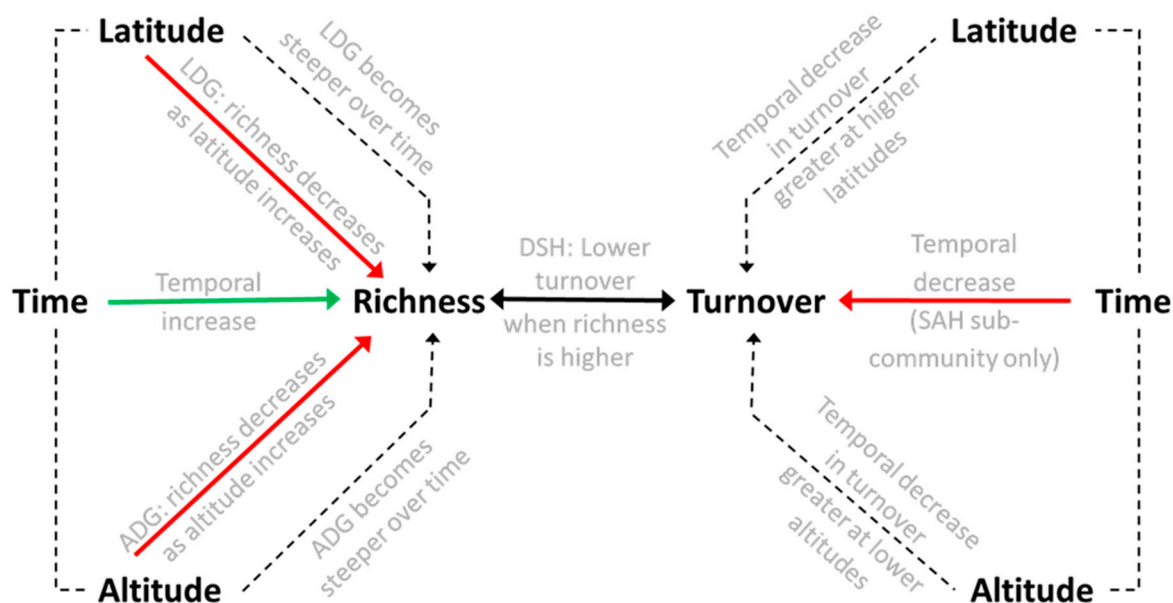 Latitude
LDG becomes
steeper over time
LDG: richness decreases
as latitude increases
Time
Temporal
increase
Richness
ADG: richness decreases
as altitude increases
ADG becomes
steeper over time
Altitude
DSH: Lower
turnover
when richness
is higher
Latitude
Temporal decrease
in turnover
greater at higher
latitudes
Turnover
Temporal
decrease
(SAH sub-
community only)
Time
Temporal decrease
in turnover
greater at lower
altitudes
Altitude